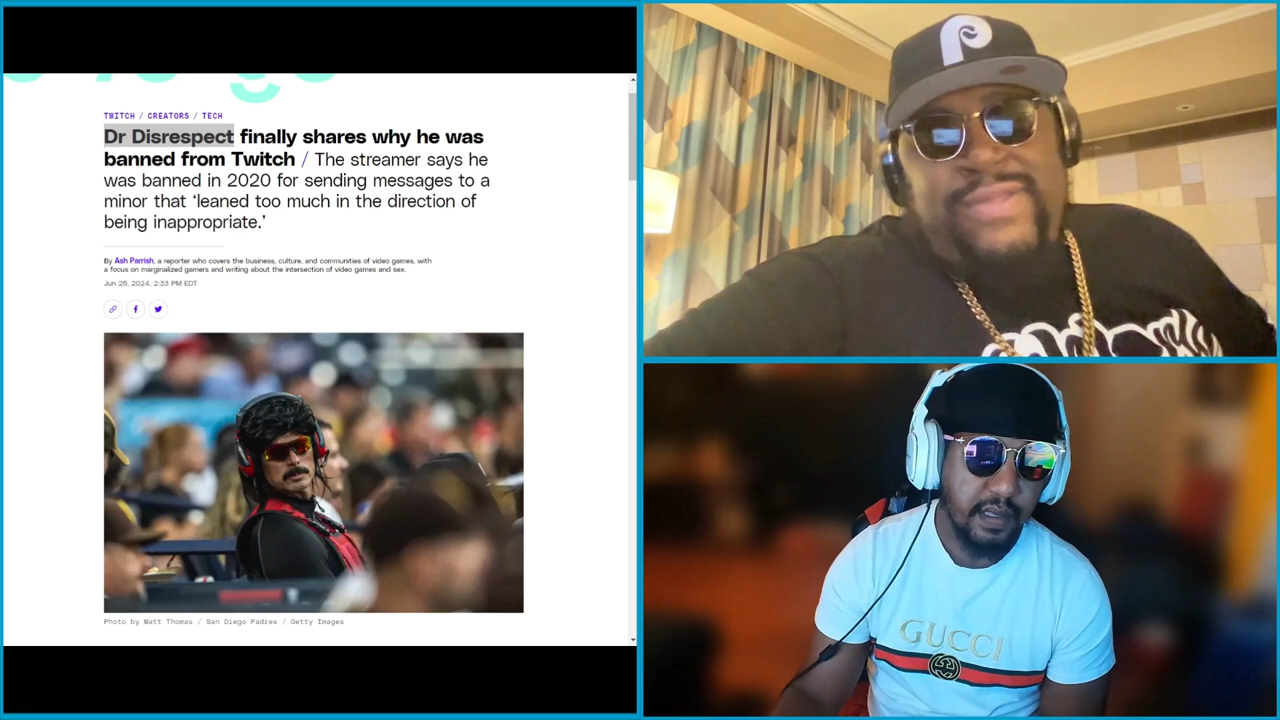 TWITCH / CREATORS / TECH
Dr Disrespect finally shares why he was
banned from Twitch / The streamer says he
was banned in 2020 for sending messages to a
minor that ‘leaned too much in the direction of
being inappropriate.’
By Ash Parrish, a reporter who covers the business, culture, and communities of video games, with
a focus on marginalized gamers and writing about the intersection of video games and sex.
Jun 25, 2024, 2:33 PM EDT
Photo by Matt Thomas / San Diego Padres / Getty Images
P
GUCCI